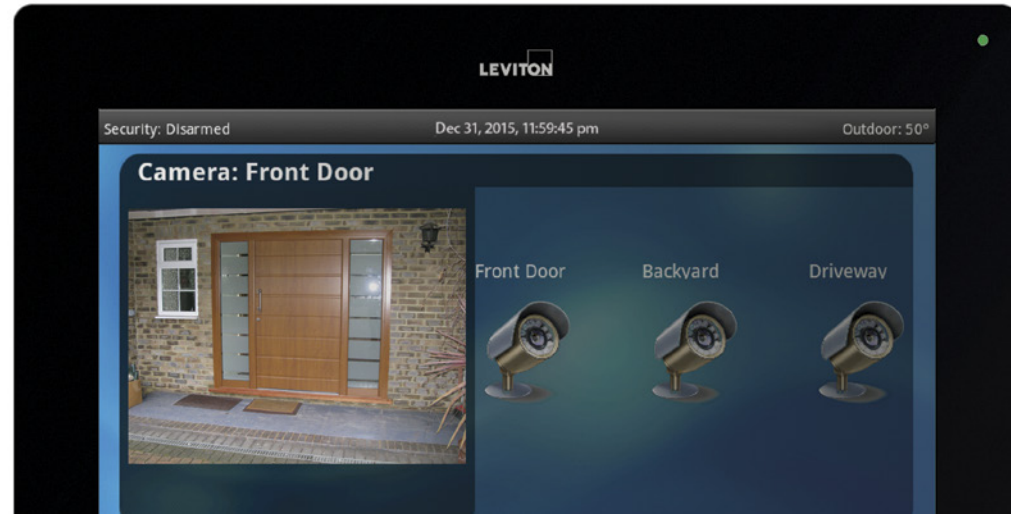 LEVITON
Security: Disarmed Dec 31, 2015, 11:59:45 pm Outdoor: 50°
Camera: Front Door
Front Door Backyard Driveway